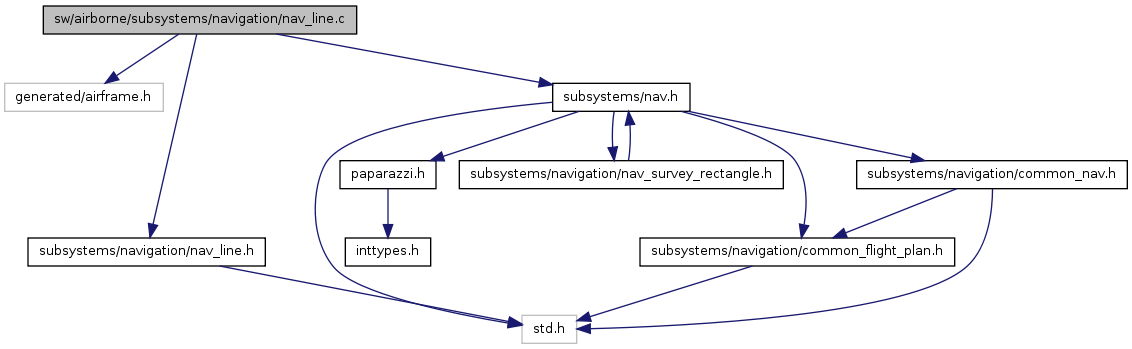 sw/airborne/subsystems/navigation/nav_line.c
generated/airframe.h
subsystems/nav.h
paparazzi.h
subsystems/navigation/nav_survey_rectangle.h
subsystems/navigation/common_nav.h
subsystems/navigation/nav_line.h
inttypes.h
subsystems/navigation/common_flight_plan.h
std.h